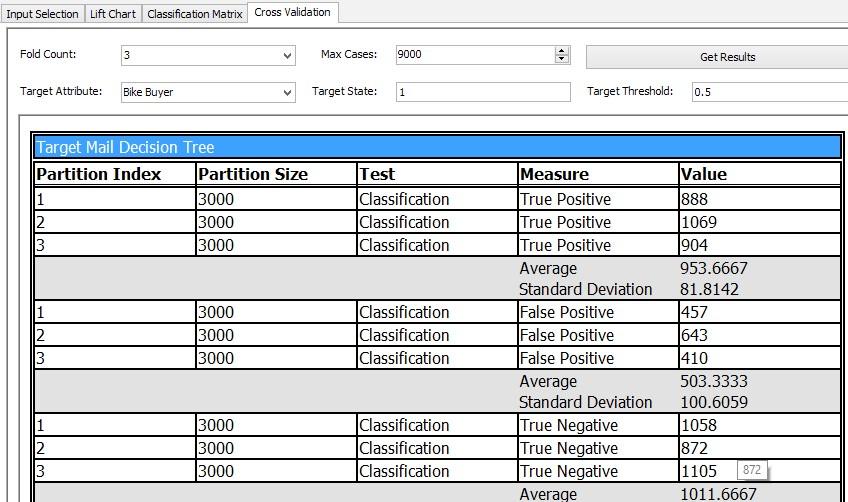 Input Selection Lift Chart Classification Matrix Cross Validation
Fold Count: 3 Max Cases: 9000 Get Results
Target Attribute: Bike Buyer Target State: 1 Target Threshold: 0.5
Target Mail Decision Tree
Partition Index Partition Size Test Measure Value
1 3000 Classification True Positive 888
2 3000 Classification True Positive 1069
3 3000 Classification True Positive 904
Average 953.6667
Standard Deviation 81.8142
1 3000 Classification False Positive 457
2 3000 Classification False Positive 643
3 3000 Classification False Positive 410
Average 503.3333
Standard Deviation 100.6059
1 3000 Classification True Negative 1058
2 3000 Classification True Negative 872
3 3000 Classification True Negative 1105 872
Average 1011.6667